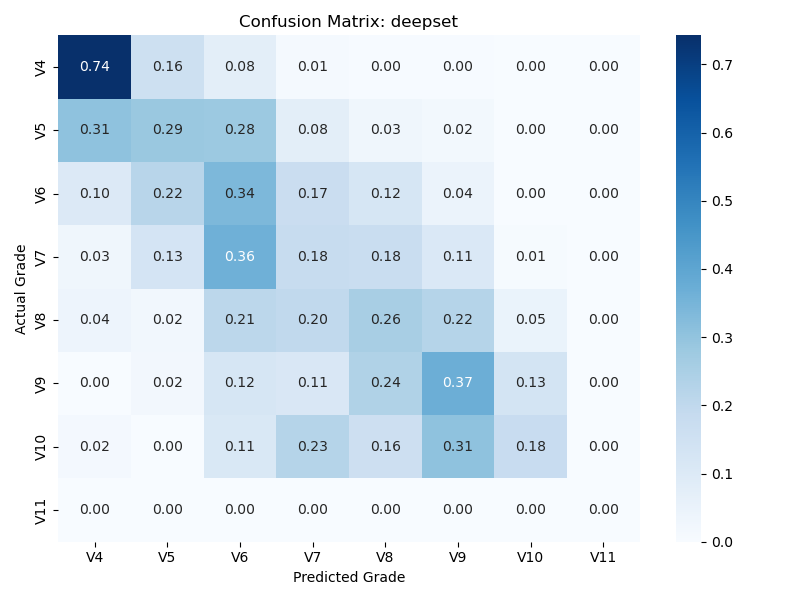 Confusion Matrix: deepset
Actual Grade
V4 0.74 0.16 0.08 0.01 0.00 0.00 0.00 0.00
V5 0.31 0.29 0.28 0.08 0.03 0.02 0.00 0.00
V6 0.10 0.22 0.34 0.17 0.12 0.04 0.00 0.00
V7 0.03 0.13 0.36 0.18 0.18 0.11 0.01 0.00
V8 0.04 0.02 0.21 0.20 0.26 0.22 0.05 0.00
V9 0.00 0.02 0.12 0.11 0.24 0.37 0.13 0.00
V10 0.02 0.00 0.11 0.23 0.16 0.31 0.18 0.00
V11 0.00 0.00 0.00 0.00 0.00 0.00 0.00 0.00
V4 V5 V6 V7 V8 V9 V10 V11
Predicted Grade
0.7
0.6
0.5
0.4
0.3
0.2
0.1
0.0